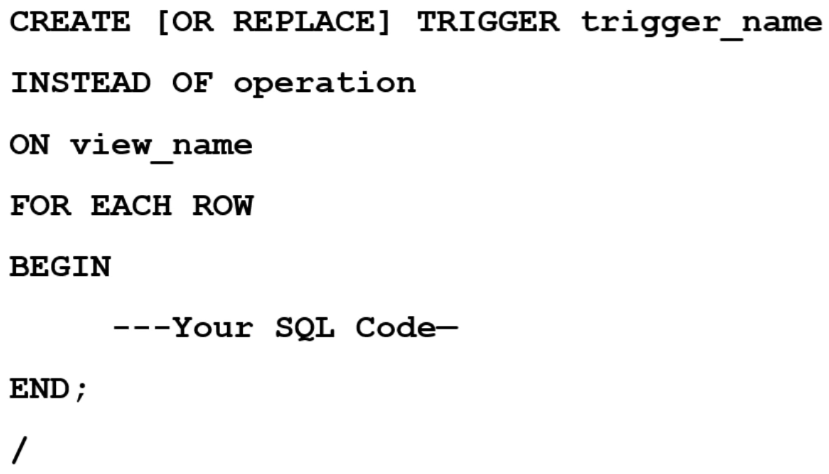 CREATE [OR REPLACE] TRIGGER trigger_name
INSTEAD OF operation
ON view_name
FOR EACH ROW
BEGIN
---Your SQL Code—
END;
/